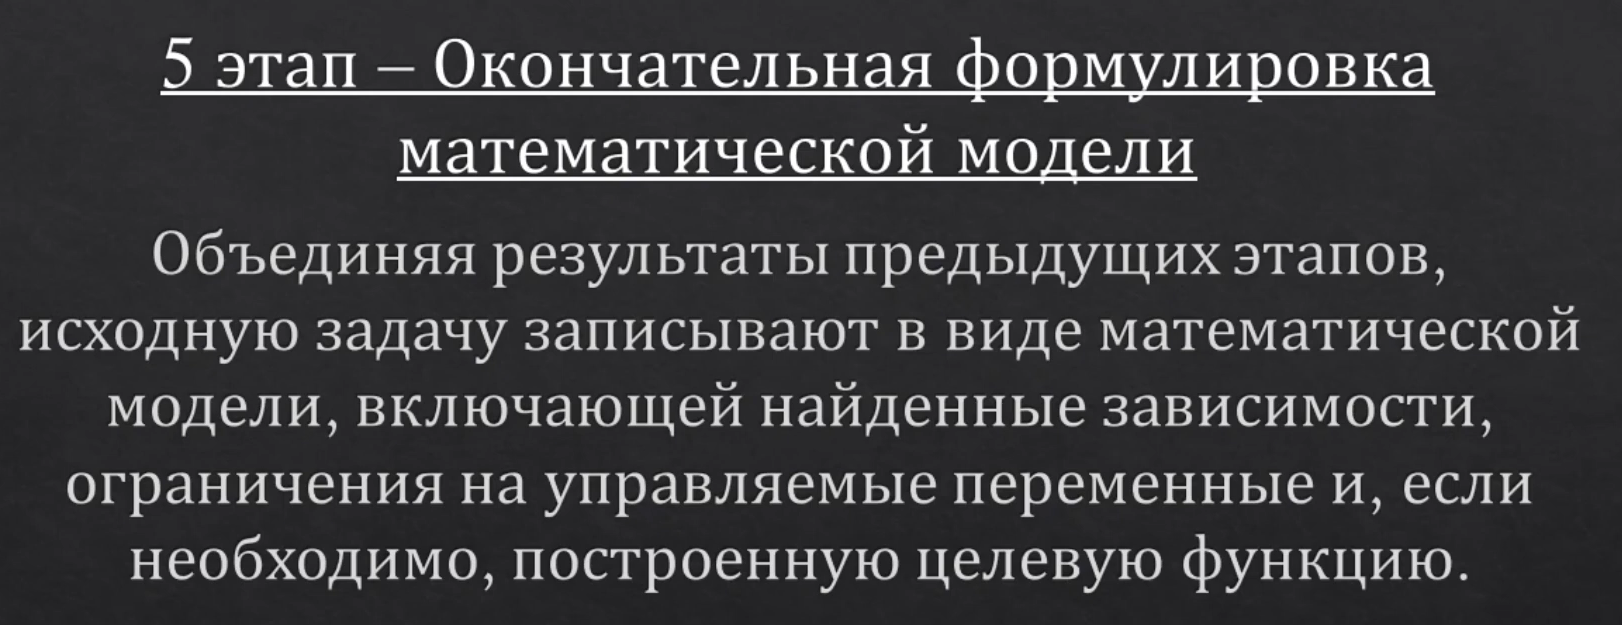 5 этап – Окончательная формулировка
математической модели
Объединяя результаты предыдущих этапов,
исходную задачу записывают в виде математической
модели, включающей найденные зависимости,
ограничения на управляемые переменные и, если
необходимо, построенную целевую функцию.